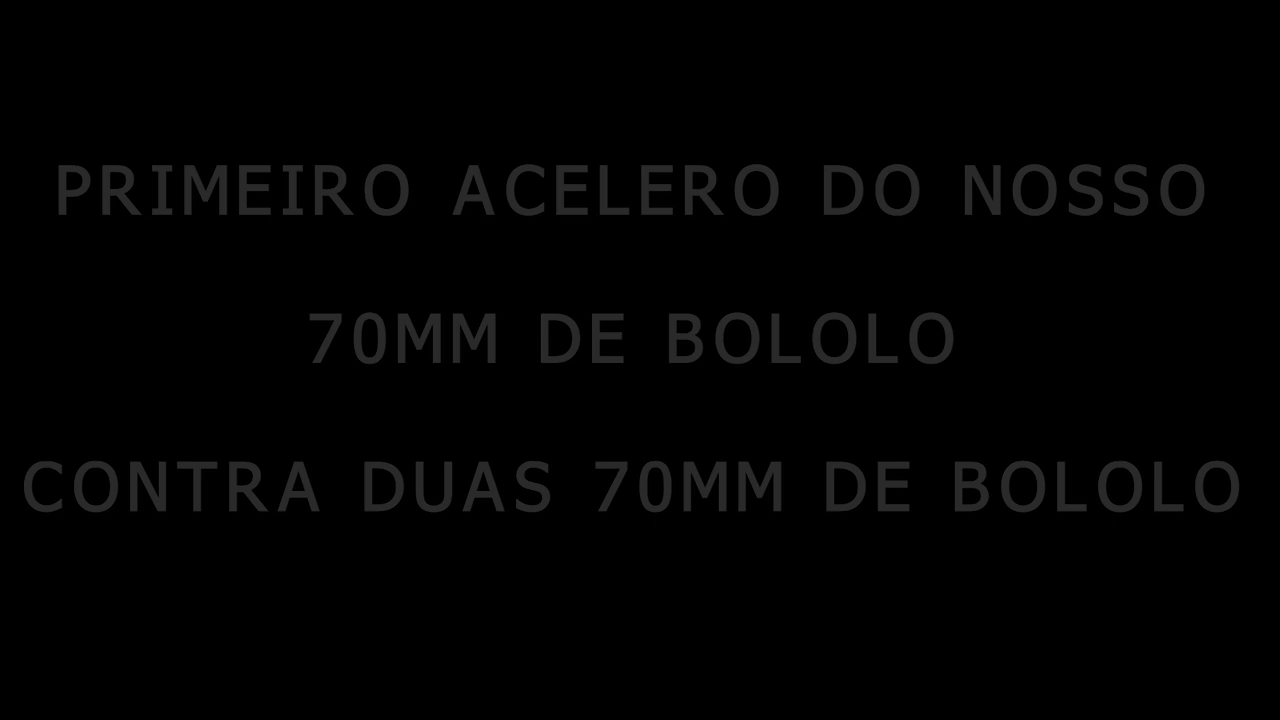 PRIMEIRO ACELERO DO NOSSO
70MM DE BOLOLO
CONTRA DUAS 70MM DE BOLOLO